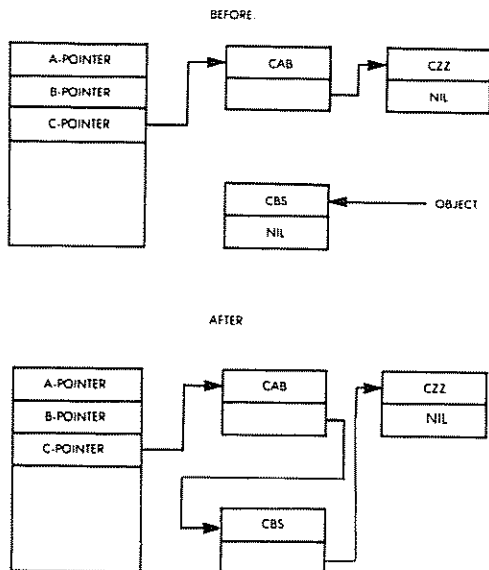 BEFORE.
A-POINTER
B-POINTER
C-POINTER
CAB
CZZ
NIL
CBS
NIL
OBJECT
AFTER
A-POINTER
B-POINTER
C-POINTER
CAB
CZZ
NIL
CBS